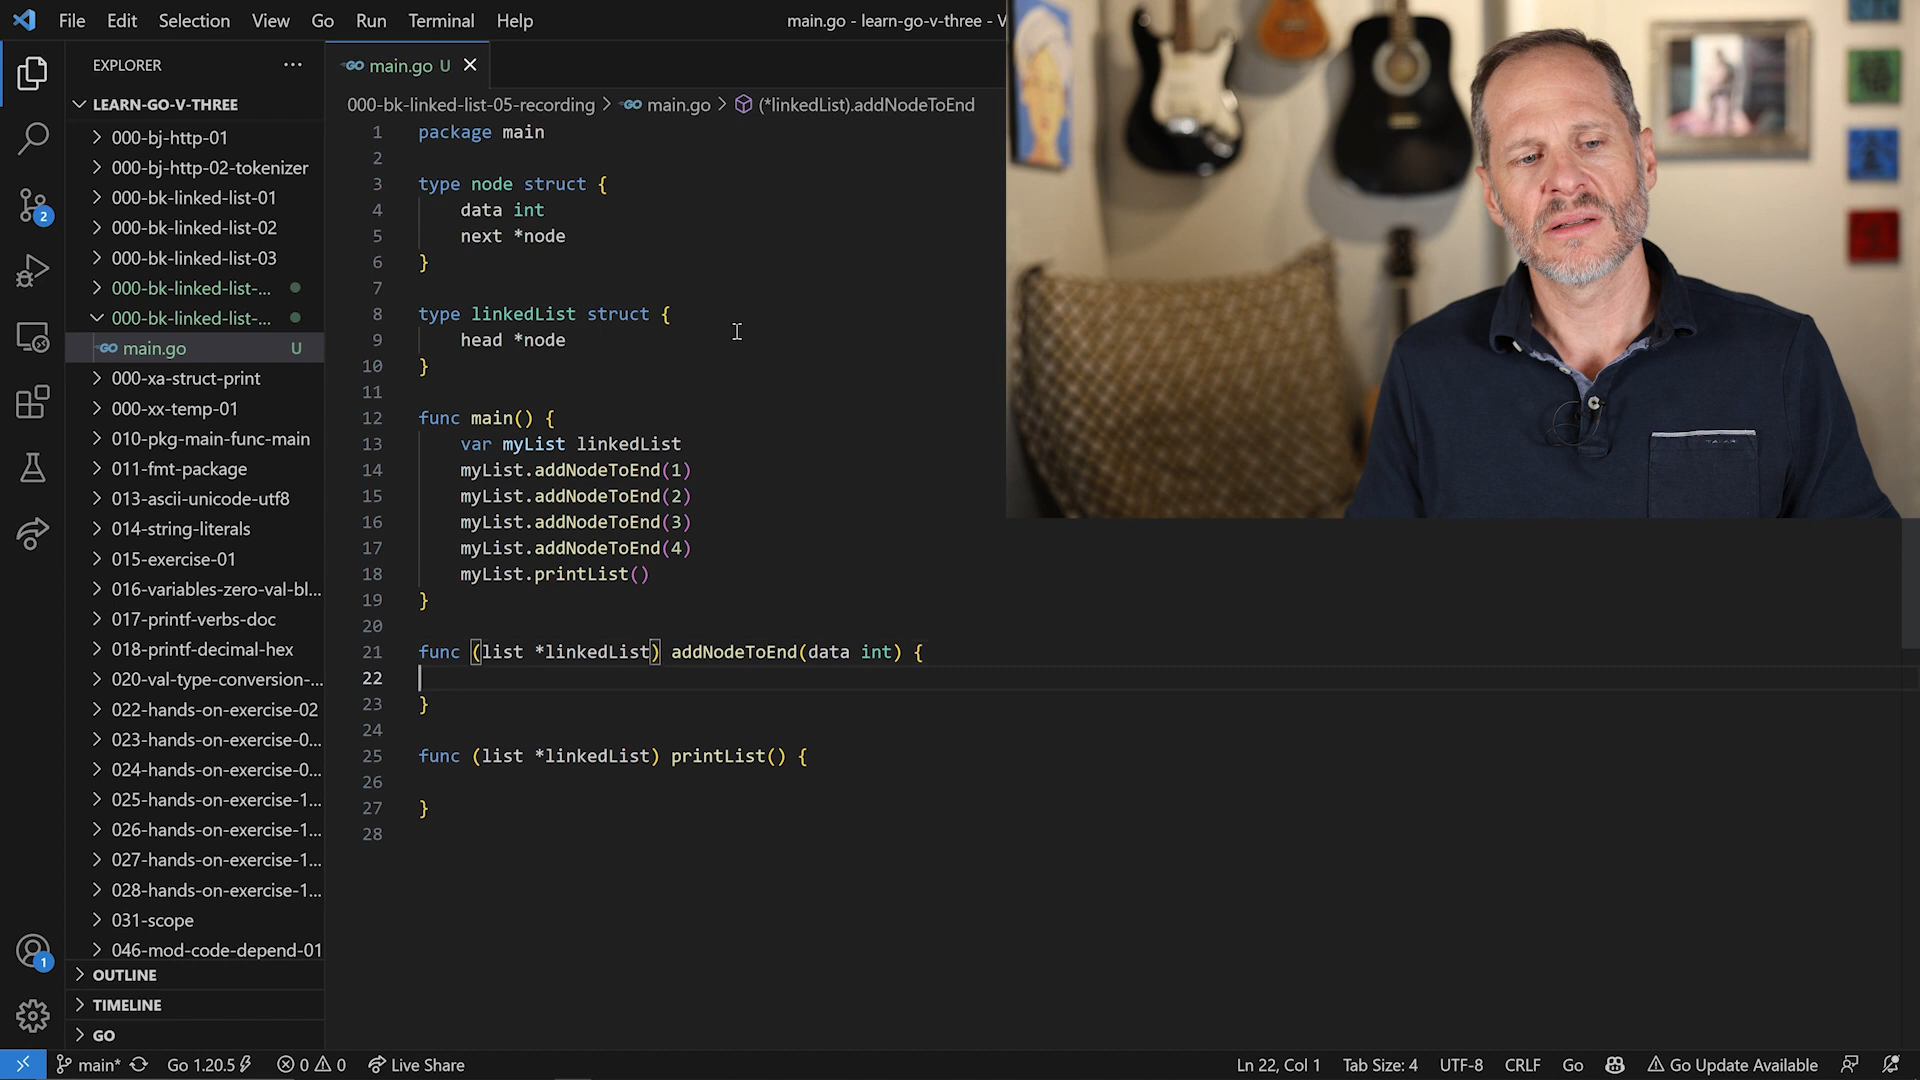 File Edit Selection View Go Run Terminal Help
main.go - learn-go-v-three - V
EXPLORER
LEARN-GO-V-THREE
000-bj-http-01
000-bj-http-02-tokenizer
000-bk-linked-list-01
000-bk-linked-list-02
000-bk-linked-list-03
000-bk-linked-list-...
000-bk-linked-list-...
GO main.go U
000-xa-struct-print
000-xx-temp-01
010-pkg-main-func-main
011-fmt-package
013-ascii-unicode-utf8
014-string-literals
015-exercise-01
016-variables-zero-val-bl...
017-printf-verbs-doc
018-printf-decimal-hex
020-val-type-conversion-...
022-hands-on-exercise-02
023-hands-on-exercise-0...
024-hands-on-exercise-0...
025-hands-on-exercise-1...
026-hands-on-exercise-1...
027-hands-on-exercise-1...
028-hands-on-exercise-1...
031-scope
046-mod-code-depend-01
OUTLINE
TIMELINE
GO
2
1
GO main.go U
000-bk-linked-list-05-recording > GO main.go > (*linkedList).addNodeToEnd
1 package main
2
3 type node struct {
4 data int
5 next *node
6 }
7
8 type linkedList struct {
9 head *node
10 }
11
12 func main() {
13 var myList linkedList
14 myList.addNodeToEnd(1)
15 myList.addNodeToEnd(2)
16 myList.addNodeToEnd(3)
17 myList.addNodeToEnd(4)
18 myList.printList()
19 }
20
21 func (list *linkedList) addNodeToEnd(data int) {
22
23 }
24
25 func (list *linkedList) printList() {
26
27 }
28
main* Go 1.20.5 0 0 Live Share
Ln 22, Col 1 Tab Size: 4 UTF-8 CRLF Go Go Update Available